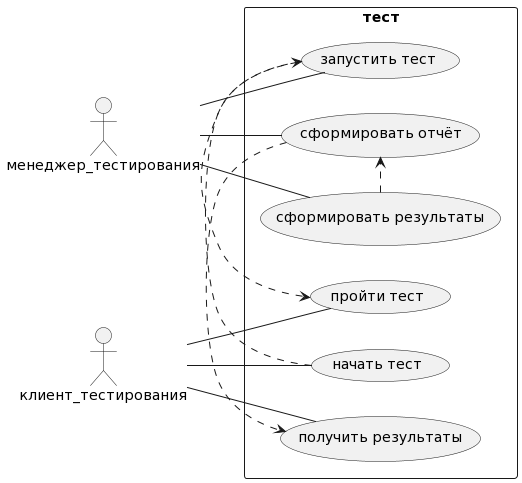 тест
запустить тест
сформировать отчёт
менеджер_тестирования
сформировать результаты
пройти тест
начать тест
клиент_тестирования
получить результаты